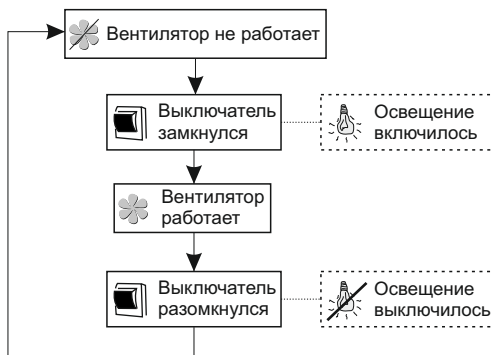 Вентилятор не работает
Выключатель
замкнулся
Освещение
включилось
Вентилятор
работает
Выключатель
разомкнулся
Освещение
выключилось